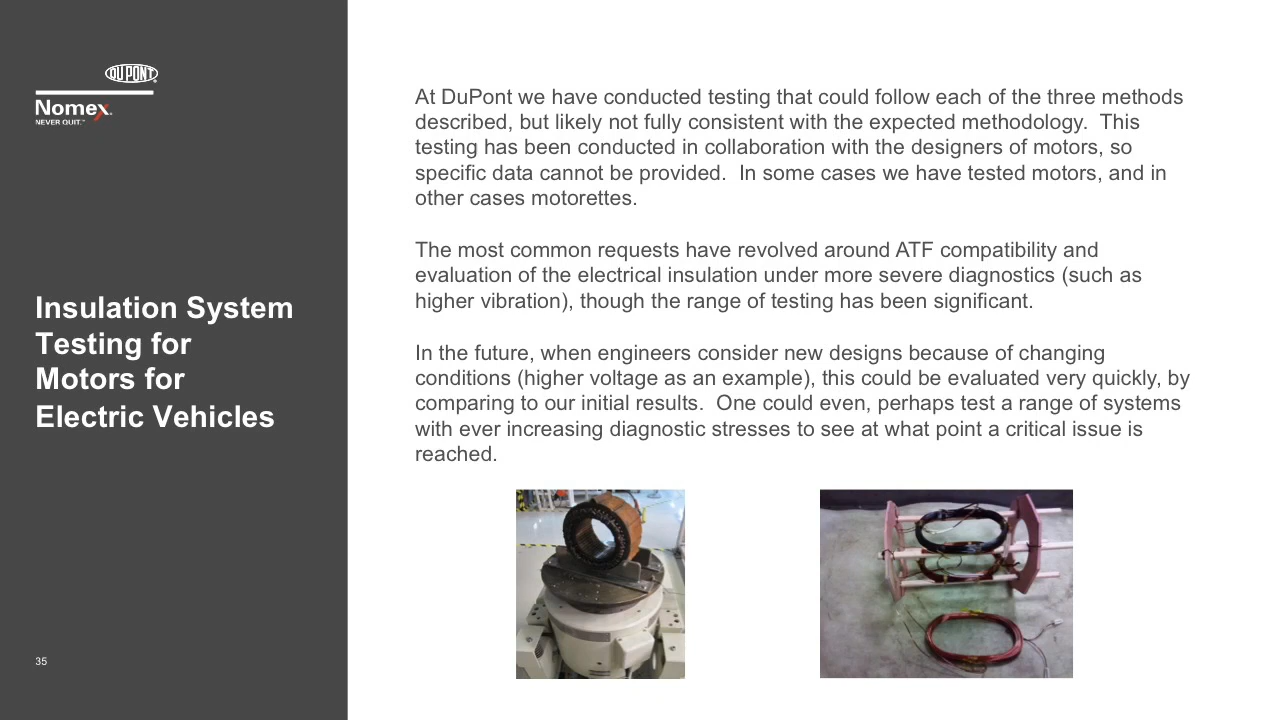 DUPONT
Nomex®
NEVER QUIT.™
Insulation System
Testing for
Motors for
Electric Vehicles
35
At DuPont we have conducted testing that could follow each of the three methods
described, but likely not fully consistent with the expected methodology.  This
testing has been conducted in collaboration with the designers of motors, so
specific data cannot be provided.  In some cases we have tested motors, and in
other cases motorettes.
The most common requests have revolved around ATF compatibility and
evaluation of the electrical insulation under more severe diagnostics (such as
higher vibration), though the range of testing has been significant.
In the future, when engineers consider new designs because of changing
conditions (higher voltage as an example), this could be evaluated very quickly, by
comparing to our initial results.  One could even, perhaps test a range of systems
with ever increasing diagnostic stresses to see at what point a critical issue is
reached.